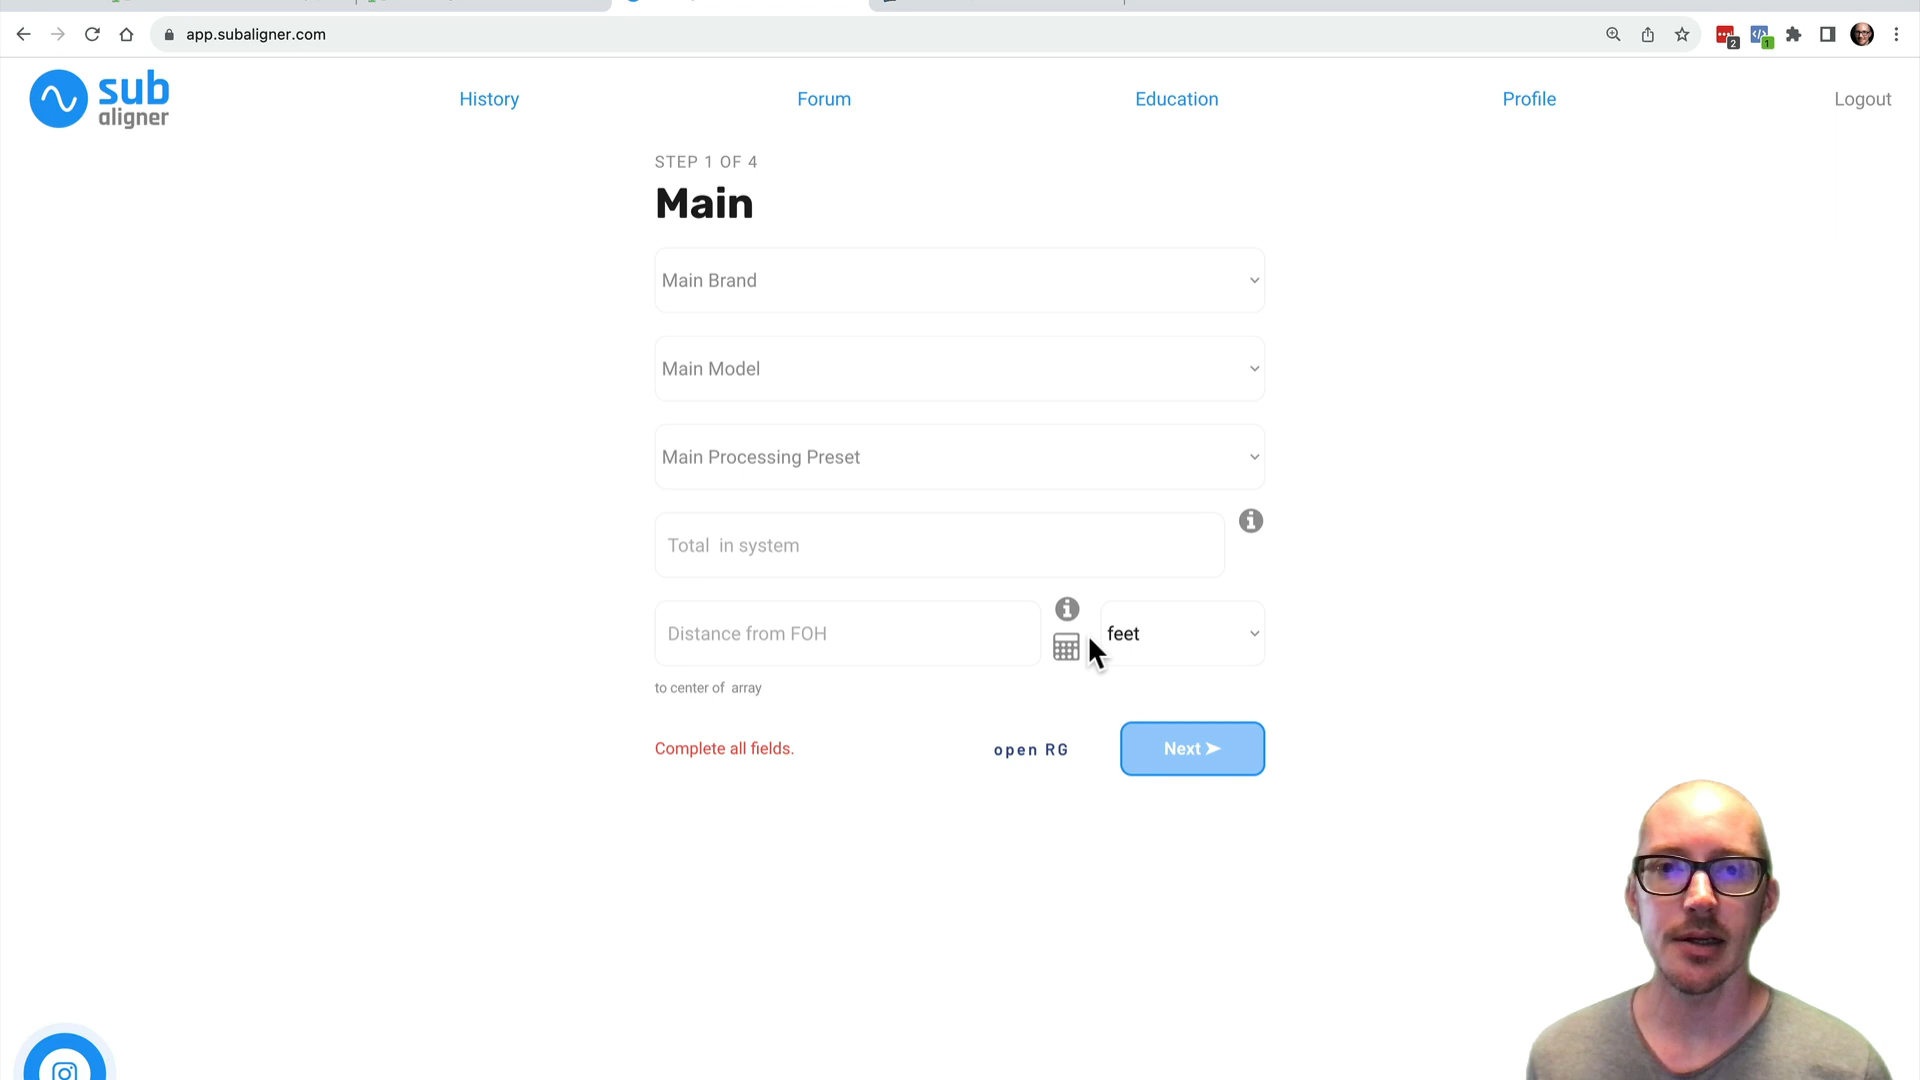 app.subaligner.com
2
1
sub
aligner
History
Forum
Education
Profile
Logout
STEP 1 OF 4
Main
Main Brand
Main Model
Main Processing Preset
Total in system
Distance from FOH
feet
to center of array
Complete all fields.
open RG
Next ➤